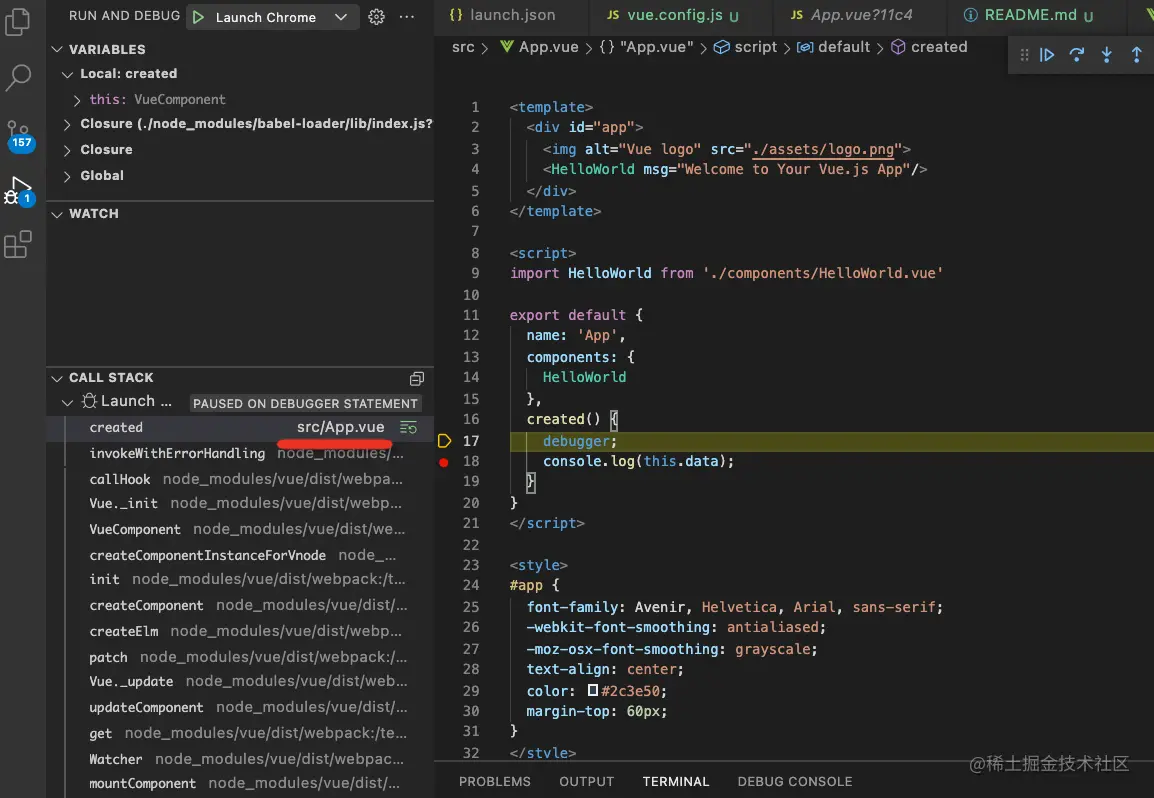 RUN AND DEBUG Launch Chrome ···
VARIABLES
Local: created
this: VueComponent
Closure (./node_modules/babel-loader/lib/index.js?
Closure
Global
WATCH
CALL STACK
Launch ... PAUSED ON DEBUGGER STATEMENT
created src/App.vue
invokeWithErrorHandling node_modules/...
callHook node_modules/vue/dist/webpa...
Vue._init node_modules/vue/dist/webp...
VueComponent node_modules/vue/dist/we...
createComponentInstanceForVnode node_...
init node_modules/vue/dist/webpack:/t...
createComponent node_modules/vue/dist/...
createElm node_modules/vue/dist/webp...
patch node_modules/vue/dist/webpack:/...
Vue._update node_modules/vue/dist/web...
updateComponent node_modules/vue/dist/...
get node_modules/vue/dist/webpack:/te...
Watcher node_modules/vue/dist/webpac...
mountComponent node_modules/vue/dist/...
157
1
{} launch.json JS vue.config.js U JS App.vue?11c4 README.md U
src > App.vue > {} "App.vue" > script > default > created
1 <template>
2 <div id="app">
3 <img alt="Vue logo" src="./assets/logo.png">
4 <HelloWorld msg="Welcome to Your Vue.js App"/>
5 </div>
6 </template>
7
8 <script>
9 import HelloWorld from './components/HelloWorld.vue'
10
11 export default {
12 name: 'App',
13 components: {
14 HelloWorld
15 },
16 created() {
17 debugger;
18 console.log(this.data);
19 }
20 }
21 </script>
22
23 <style>
24 #app {
25 font-family: Avenir, Helvetica, Arial, sans-serif;
26 -webkit-font-smoothing: antialiased;
27 -moz-osx-font-smoothing: grayscale;
28 text-align: center;
29 color: #2c3e50;
30 margin-top: 60px;
31 }
32 </style>
PROBLEMS OUTPUT TERMINAL DEBUG CONSOLE
@稀土掘金技术社区